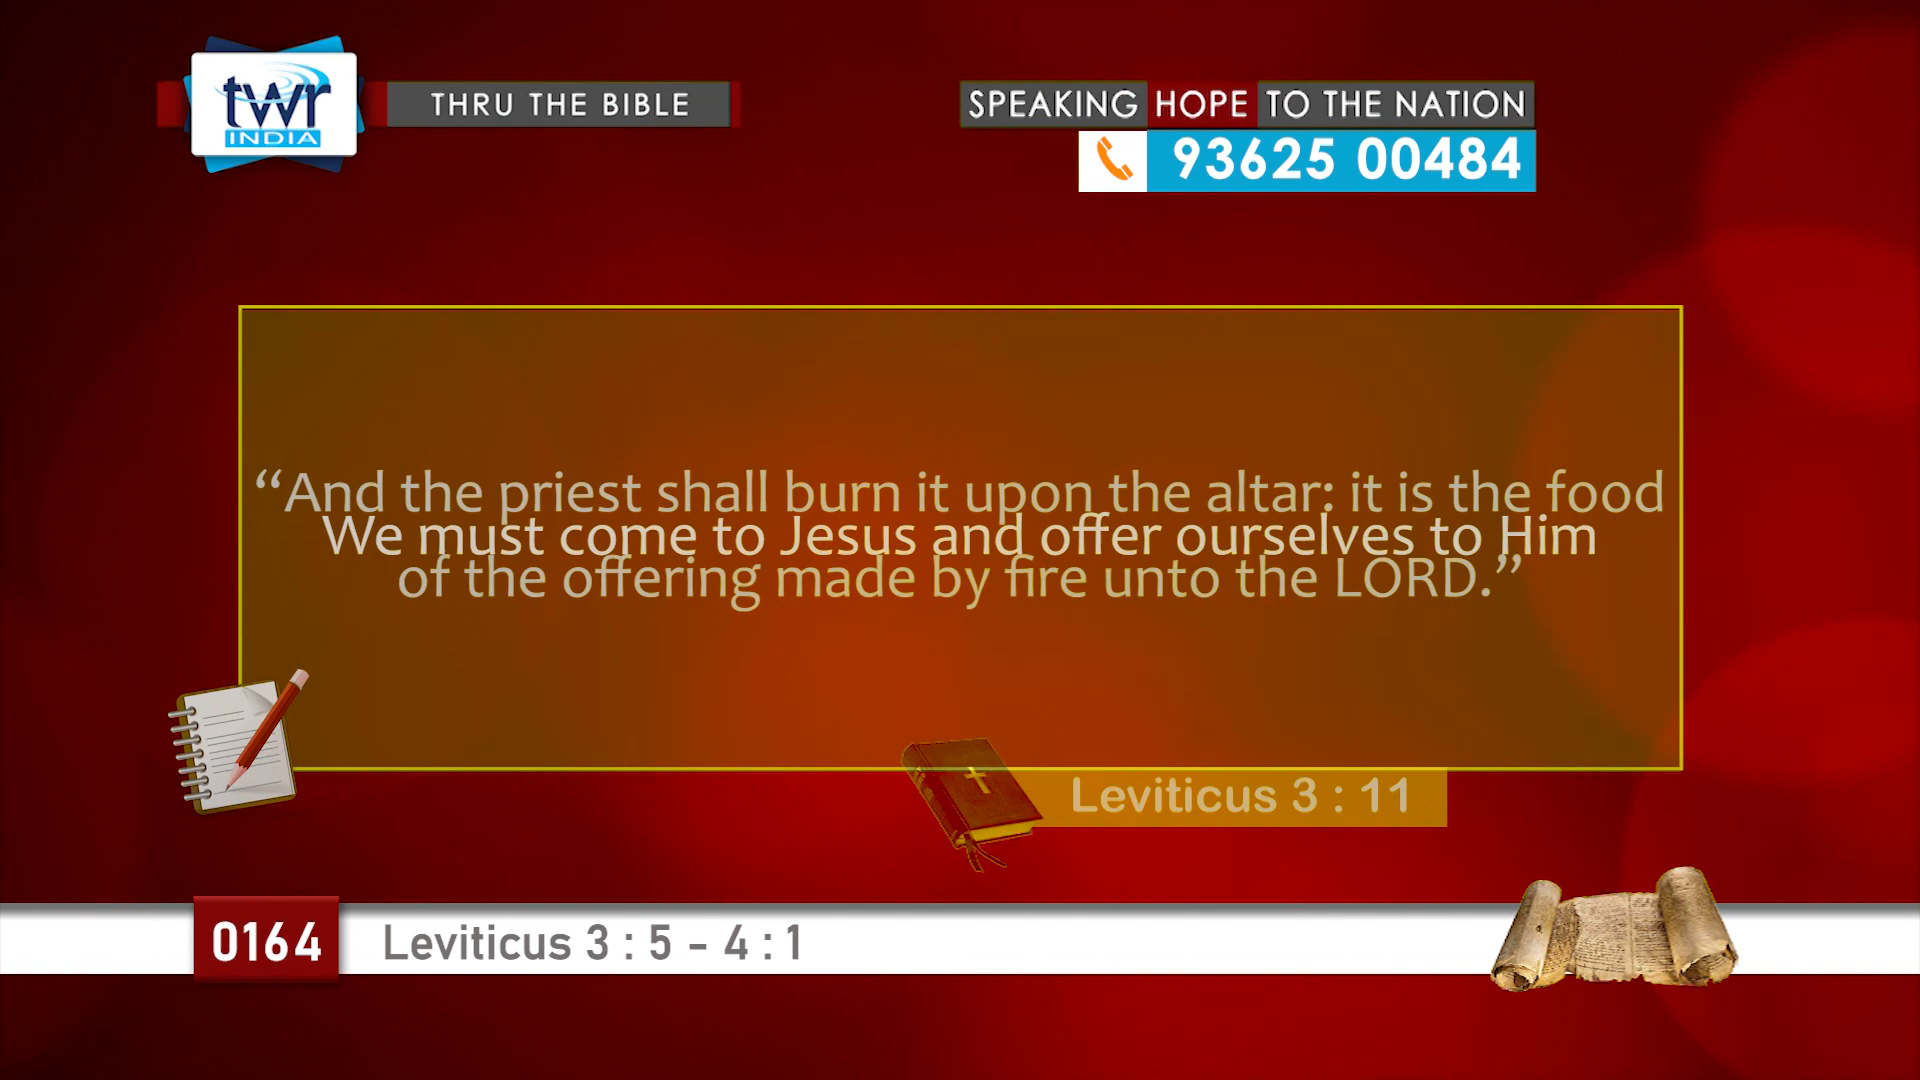 twr
INDIA
THRU THE BIBLE
SPEAKING HOPE TO THE NATION
93625 00484
“And the priest shall burn it upon the altar: it is the food
We must come to Jesus and offer ourselves to Him
of the offering made by fire unto the LORD.”
Leviticus 3 : 11
0164
Leviticus 3 : 5 - 4 : 1